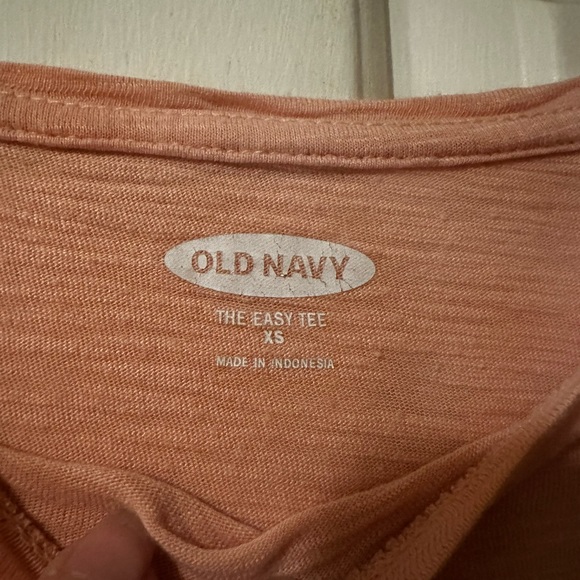 OLD NAVY
THE EASY TEE
XS
MADE IN INDONESIA